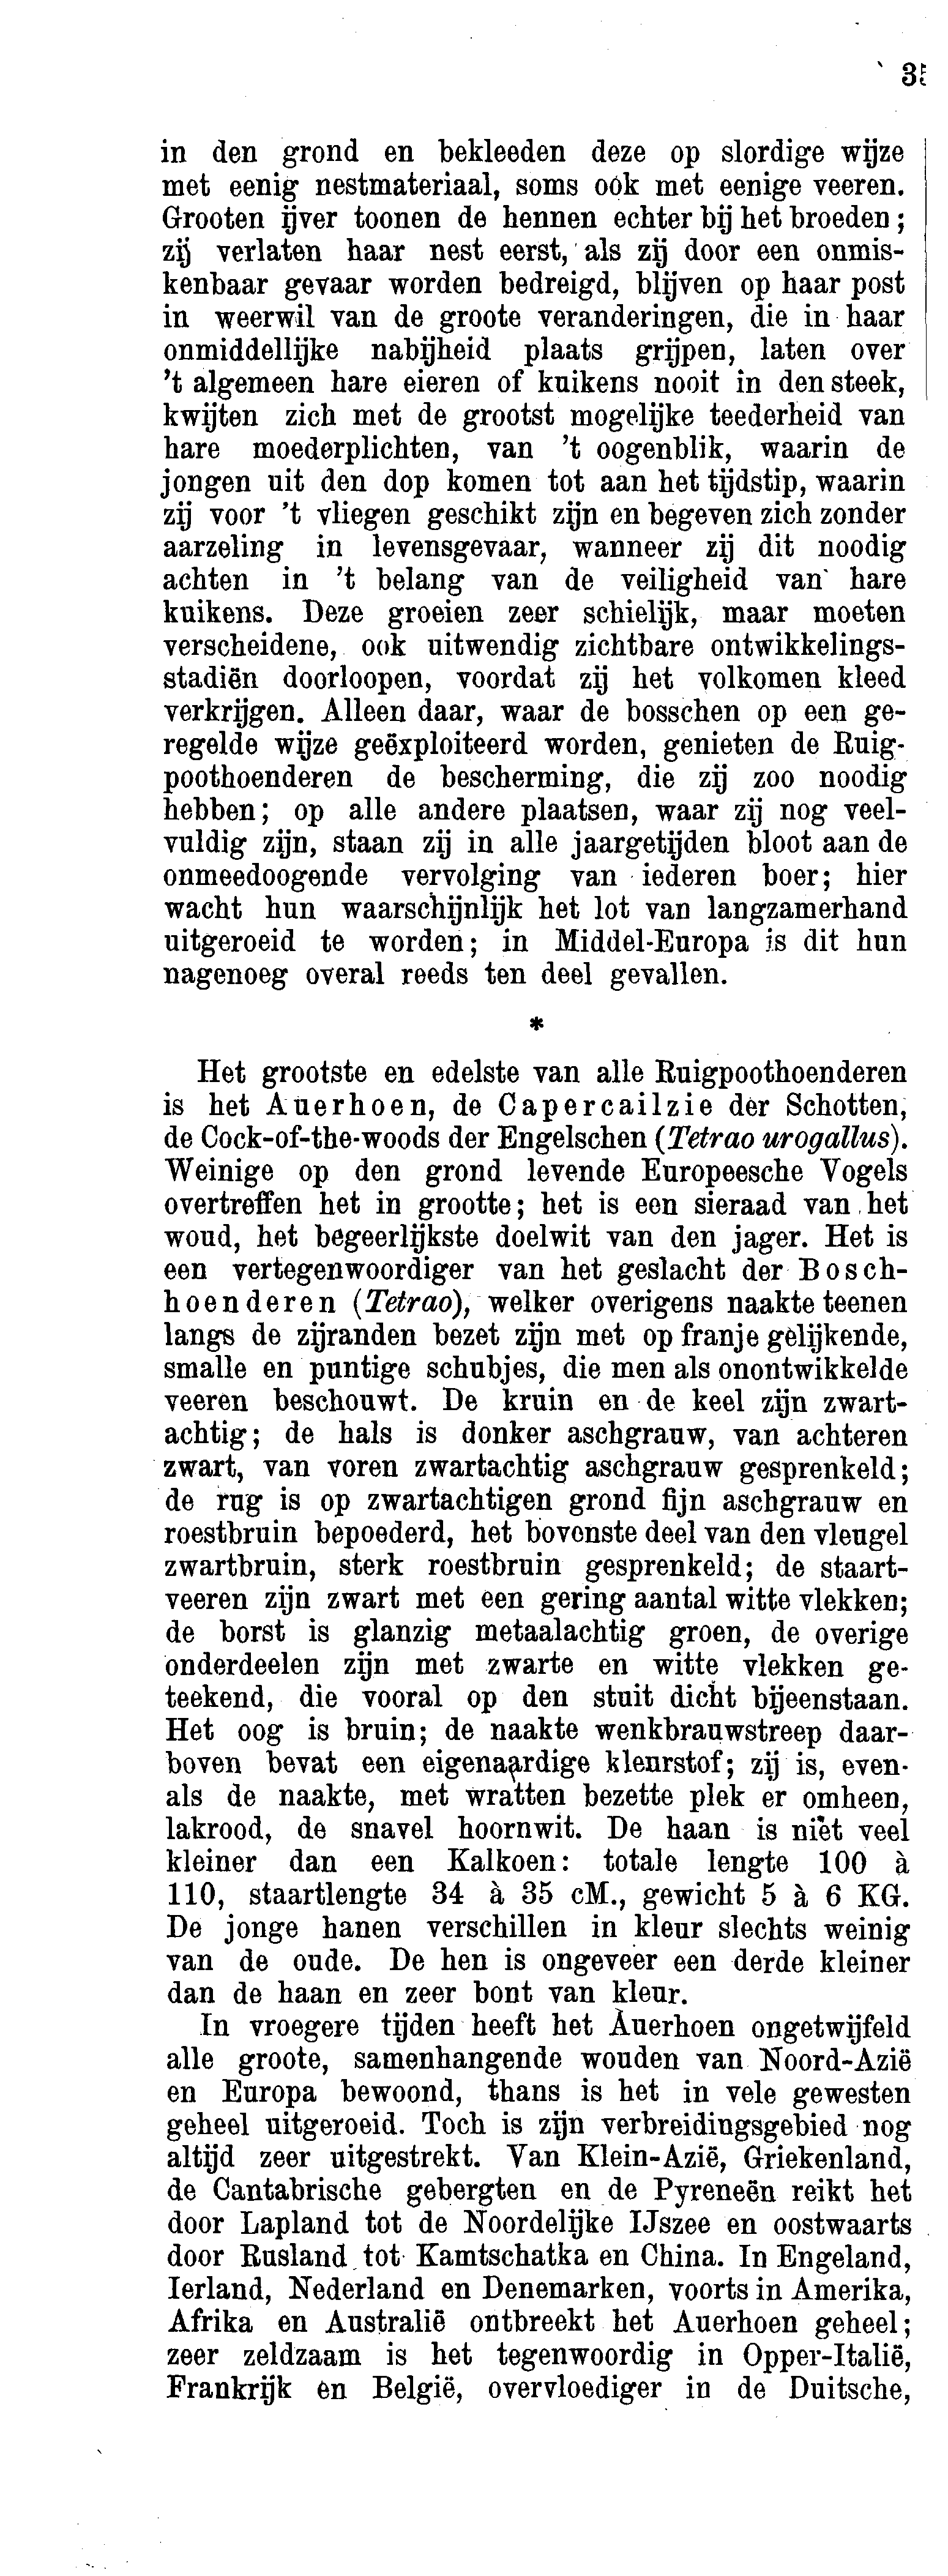 in den grond en bekleeden deze op slordige wijze
met eenig nestmateriaal, soms ook met eenige veeren.
Grooten ijver toonen de hennen echter bij het broeden;
zij verlaten haar nest eerst, als zij door een onmis-
kenbaar gevaar worden bedreigd, blijven op haar post
in weerwil van de groote veranderingen, die in haar
onmiddellijke nabijheid plaats grijpen, laten over
't algemeen hare eieren of kuikens nooit in den steek,
kwijten zich met de grootst mogelijke teederheid van
hare moederplichten, van 't oogenblik, waarin de
jongen uit den dop komen tot aan het tijdstip, waarin
zij voor 't vliegen geschikt zijn en begeven zich zonder
aarzeling in levensgevaar, wanneer zij dit noodig
achten in 't belang van de veiligheid van hare
kuikens. Deze groeien zeer schielijk, maar moeten
verscheidene, ook uitwendig zichtbare ontwikkelings-
stadiën doorloopen, voordat zij het volkomen kleed
verkrijgen. Alleen daar, waar de bosschen op een ge-
regelde wijze geëxploiteerd worden, genieten de Ruig-
poothoenderen de bescherming, die zij zoo noodig
hebben; op alle andere plaatsen, waar zij nog veel-
vuldig zijn, staan zij in alle jaargetijden bloot aan de
onmeedoogende vervolging van iederen boer; hier
wacht hun waarschijnlijk het lot van langzamerhand
uitgeroeid te worden; in Middel-Europa is dit hun
nagenoeg overal reeds ten deel gevallen.
*
Het grootste en edelste van alle Ruigpoothoenderen
is het Auerhoen, de Capercailzie der Schotten,
de Cock-of-the-woods der Engelschen (Tetrao urogallus).
Weinige op den grond levende Europeesche Vogels
overtreffen het in grootte; het is een sieraad van het
woud, het begeerlijkste doelwit van den jager. Het is
een vertegenwoordiger van het geslacht der Bosch-
hoenderen (Tetrao), welker overigens naakte teenen
langs de zijranden bezet zijn met op franje gelijkende,
smalle en puntige schubjes, die men als onontwikkelde
veeren beschouwt. De kruin en de keel zijn zwart-
achtig; de hals is donker aschgrauw, van achteren
zwart, van voren zwartachtig aschgrauw gesprenkeld;
de rug is op zwartachtigen grond fijn aschgrauw en
roestbruin bepoederd, het bovenste deel van den vleugel
zwartbruin, sterk roestbruin gesprenkeld; de staart-
veeren zijn zwart met een gering aantal witte vlekken;
de borst is glanzig metaalachtig groen, de overige
onderdeelen zijn met zwarte en witte vlekken ge-
teekend, die vooral op den stuit dicht bijeenstaan.
Het oog is bruin; de naakte wenkbrauwstreep daar-
boven bevat een eigenaardige kleurstof; zij is, even-
als de naakte, met wratten bezette plek er omheen,
lakrood, de snavel hoornwit. De haan is niet veel
kleiner dan een Kalkoen: totale lengte 100 à
110, staartlengte 34 à 35 cM., gewicht 5 à 6 KG.
De jonge hanen verschillen in kleur slechts weinig
van de oude. De hen is ongeveer een derde kleiner
dan de haan en zeer bont van kleur.
In vroegere tijden heeft het Auerhoen ongetwijfeld
alle groote, samenhangende wouden van Noord-Azië
en Europa bewoond, thans is het in vele gewesten
geheel uitgeroeid. Toch is zijn verbreidingsgebied nog
altijd zeer uitgestrekt. Van Klein-Azië, Griekenland,
de Cantabrische gebergten en de Pyreneën reikt het
door Lapland tot de Noordelijke IJszee en oostwaarts
door Rusland tot Kamtschatka en China. In Engeland,
Ierland, Nederland en Denemarken, voorts in Amerika,
Afrika en Australië ontbreekt het Auerhoen geheel;
zeer zeldzaam is het tegenwoordig in Opper-Italië,
Frankrijk en België, overvloediger in de Duitsche,